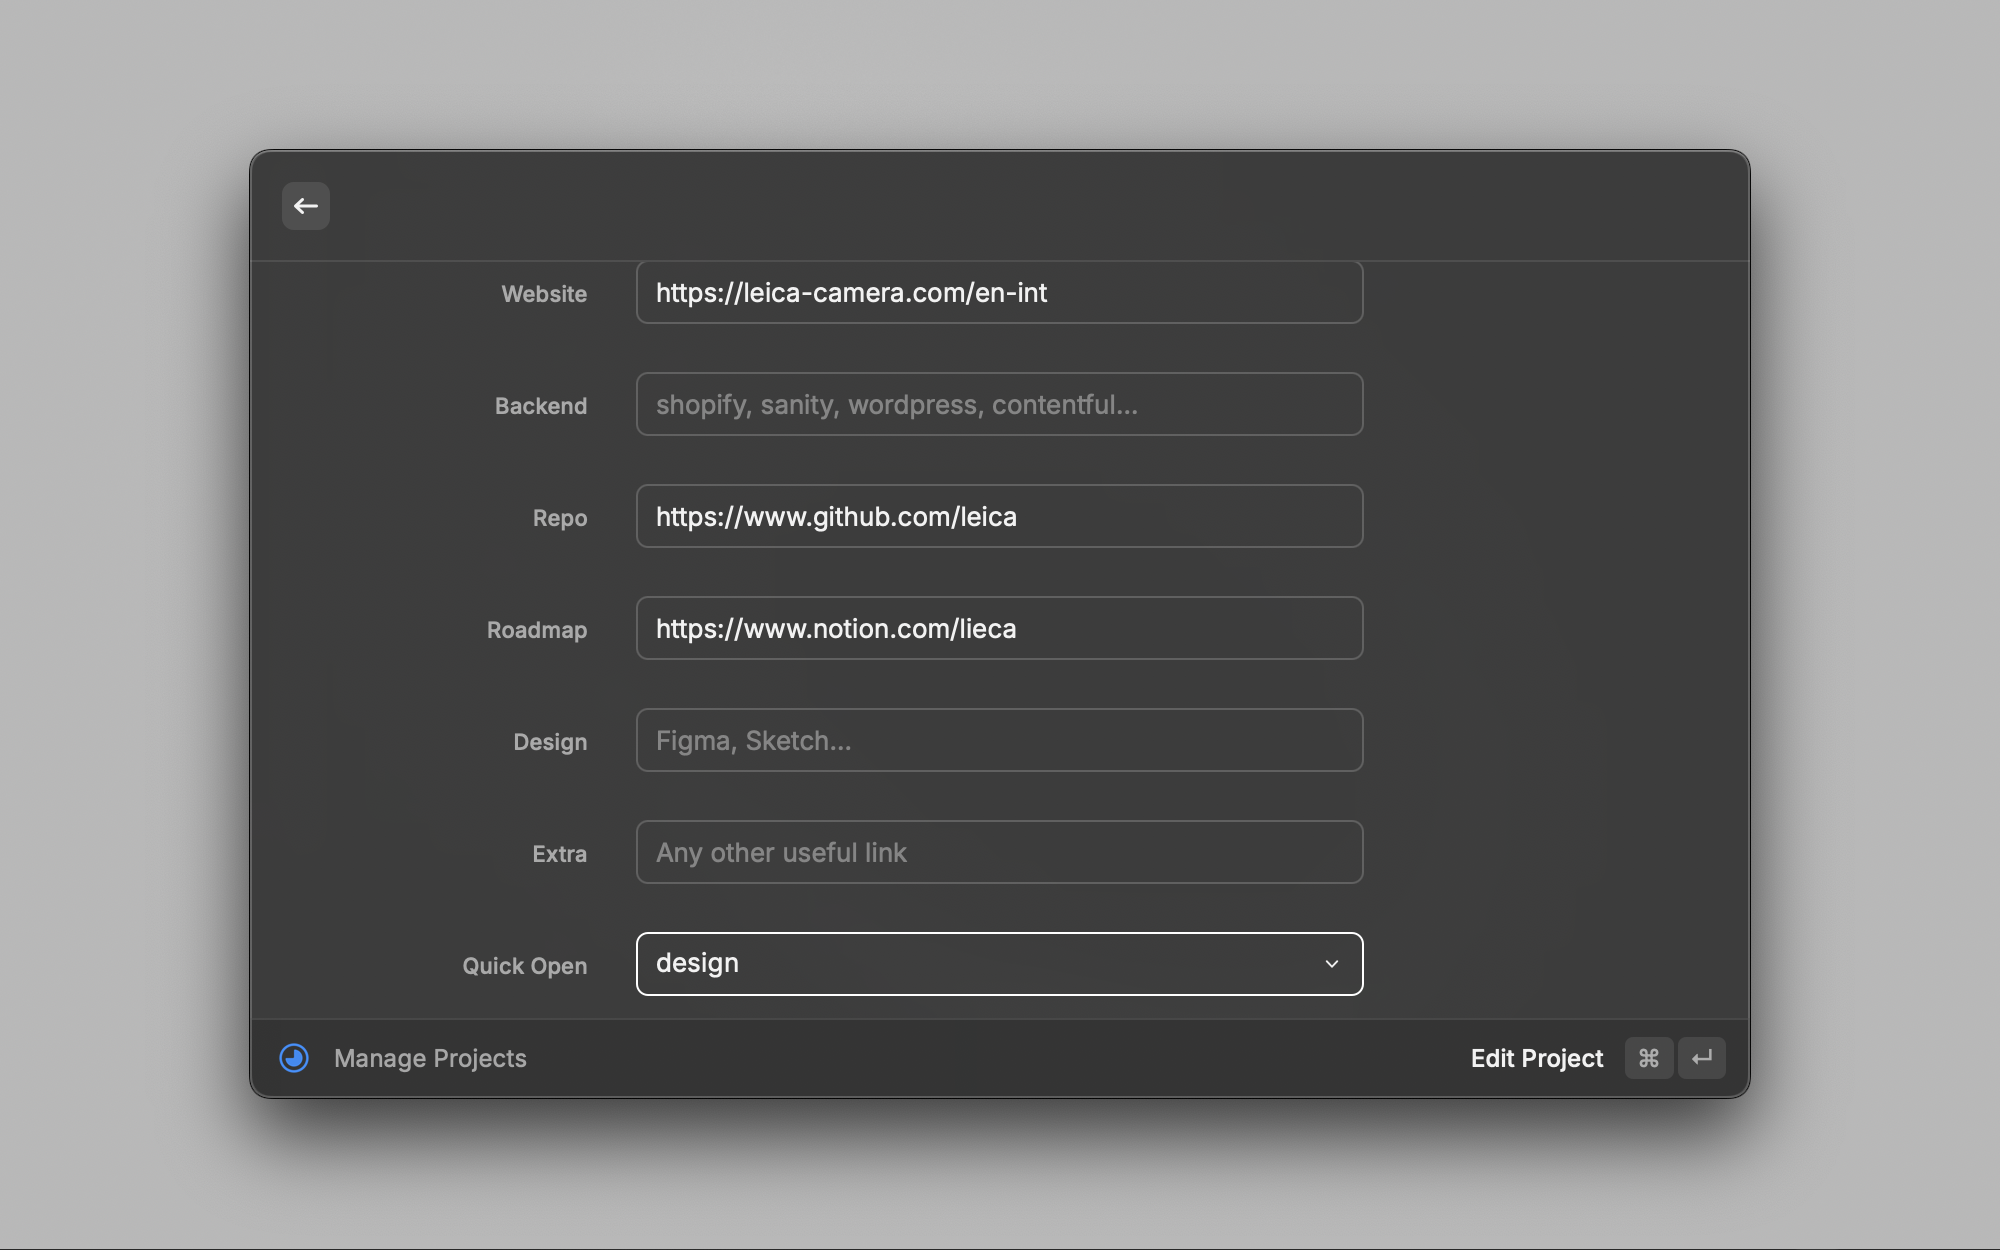 Website
https://leica-camera.com/en-int
Backend
shopify, sanity, wordpress, contentful...
Repo
https://www.github.com/leica
Roadmap
https://www.notion.com/lieca
Design
Figma, Sketch...
Extra
Any other useful link
Quick Open
design
Manage Projects
Edit Project ⌘ ↵